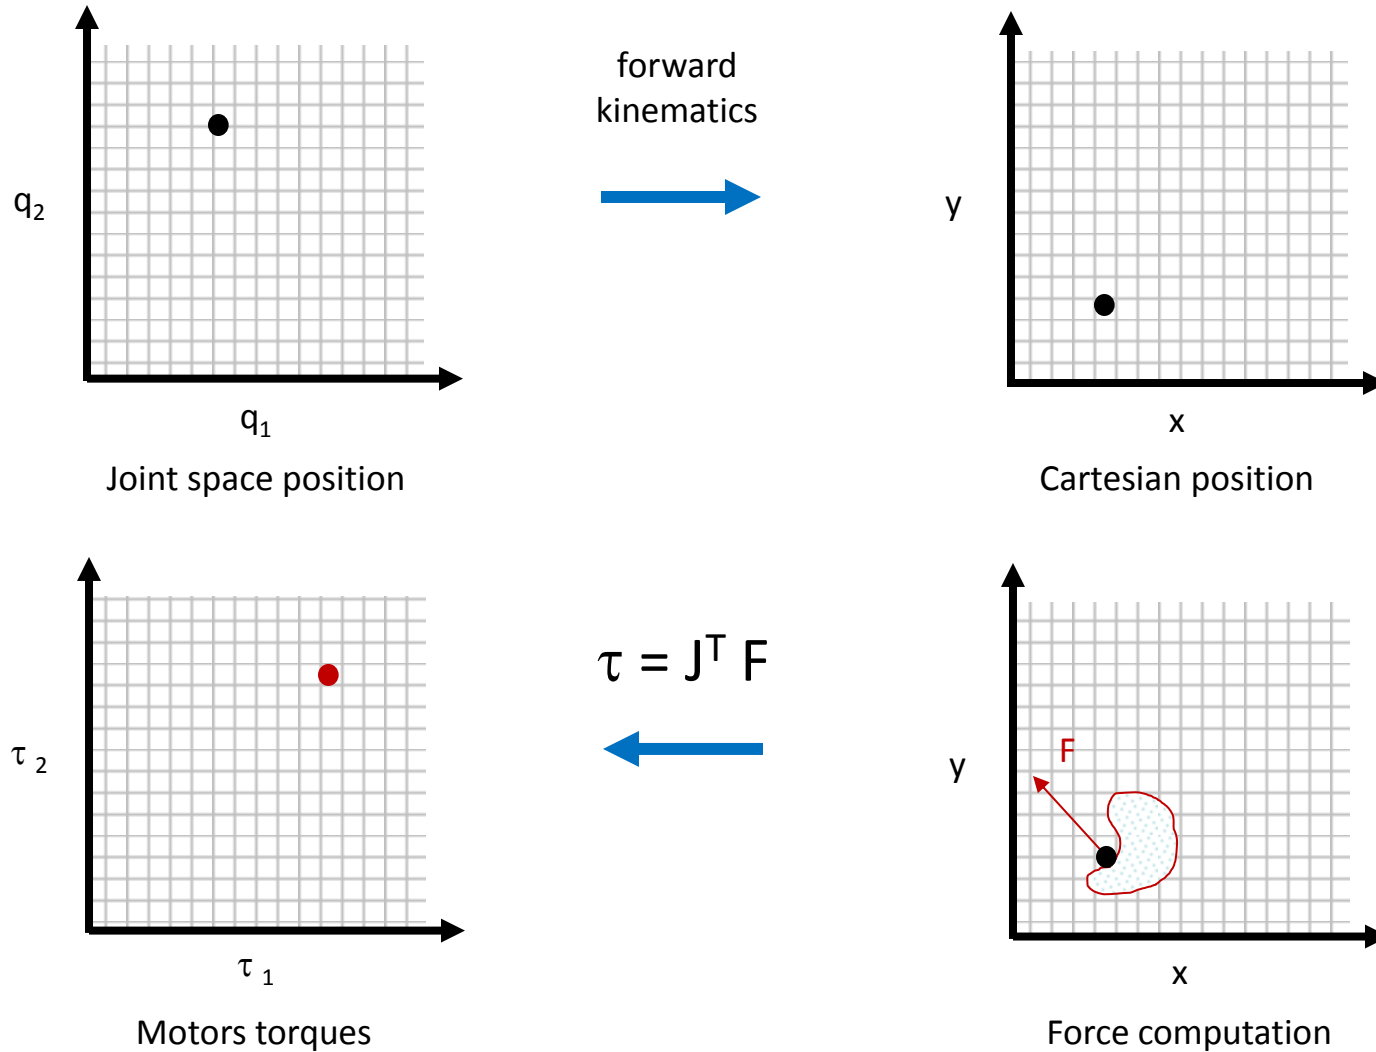 forward
kinematics
q₂
y
q₁
x
Joint space position
Cartesian position
τ = Jᵀ F
τ ₂
y
F
τ ₁
x
Motors torques
Force computation